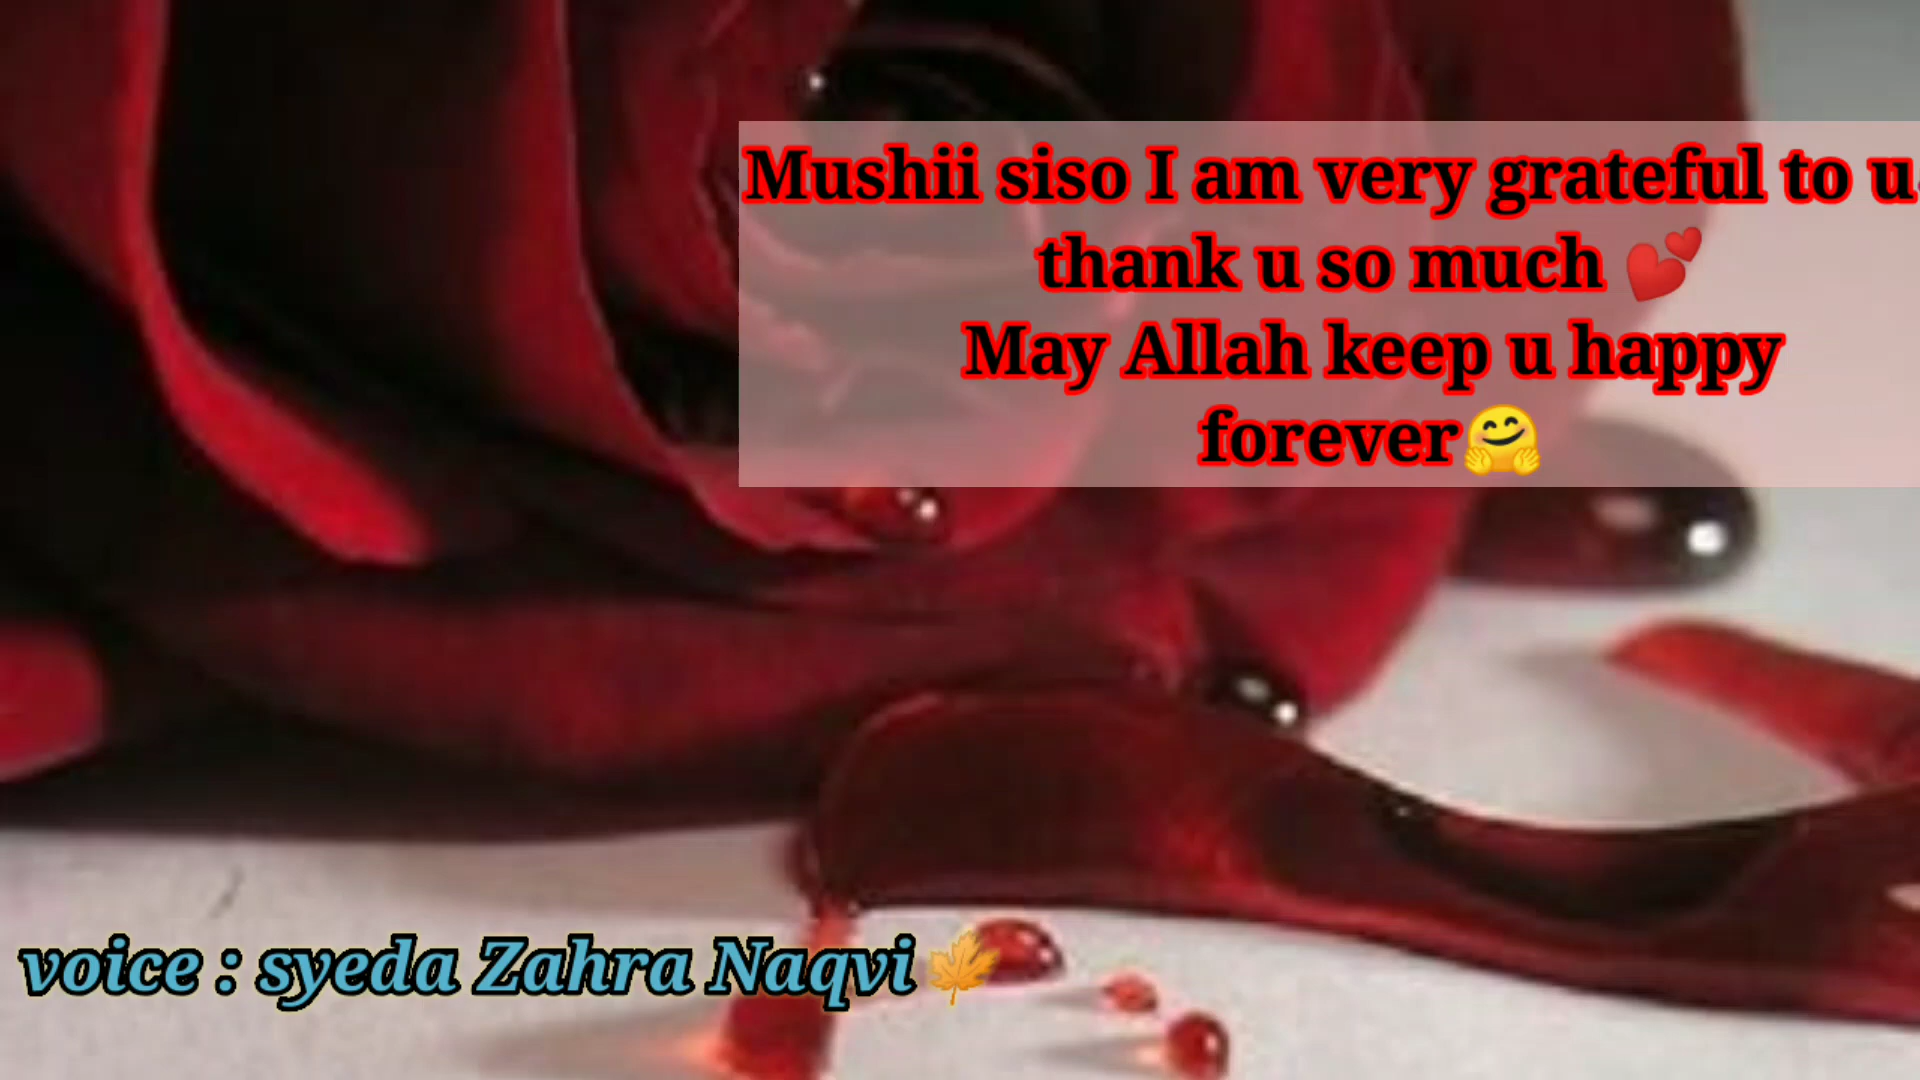 Mushii siso I am very grateful to u
thank u so much 💕
May Allah keep u happy
forever🤗
voice : syeda Zahra Naqvi 🍁